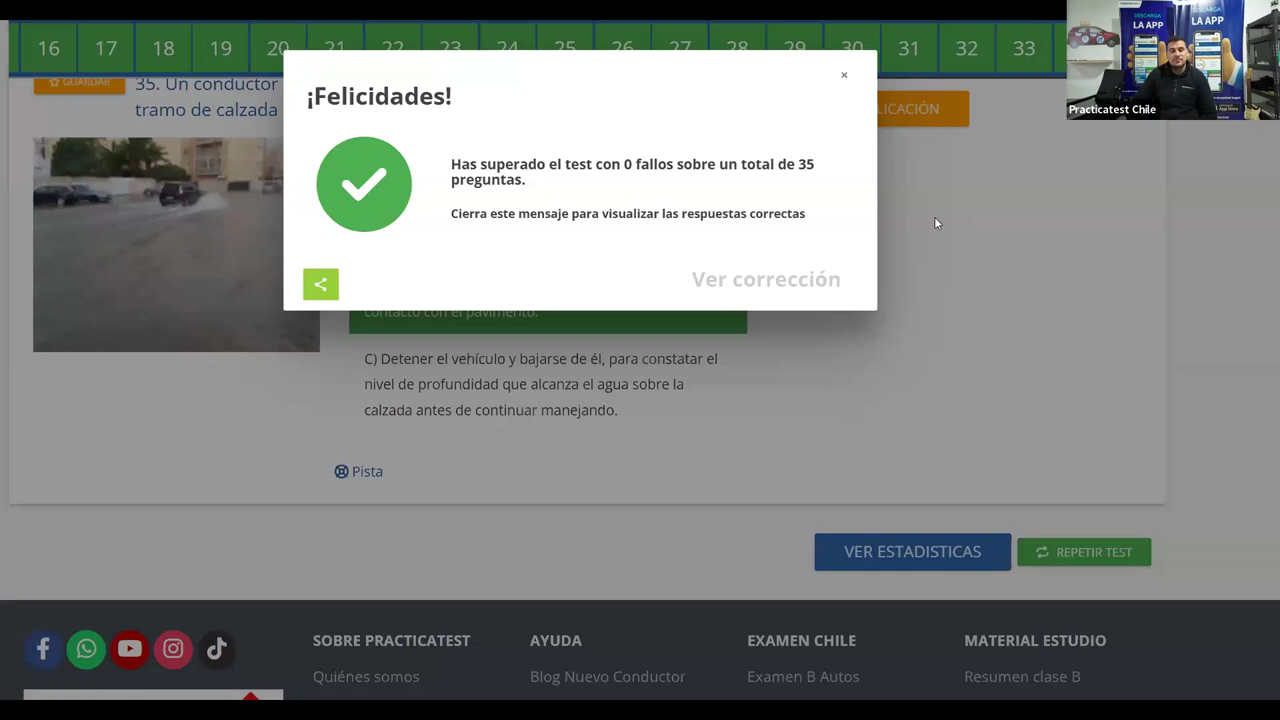 16 17 18 19 20 21 22 23 24 25 26 27 28 29 30 31 32 33
DESCARGA
LA APP
DESCARGA
LA APP
Practicatest Chile
GUARDAR
35. Un conductor
tramo de calzada
LICACIÓN
×
¡Felicidades!
Has superado el test con 0 fallos sobre un total de 35
preguntas.
Cierra este mensaje para visualizar las respuestas correctas
Ver corrección
contacto con el pavimento.
C) Detener el vehículo y bajarse de él, para constatar el
nivel de profundidad que alcanza el agua sobre la
calzada antes de continuar manejando.
Pista
VER ESTADISTICAS
REPETIR TEST
SOBRE PRACTICATEST
Quiénes somos
AYUDA
Blog Nuevo Conductor
EXAMEN CHILE
Examen B Autos
MATERIAL ESTUDIO
Resumen clase B